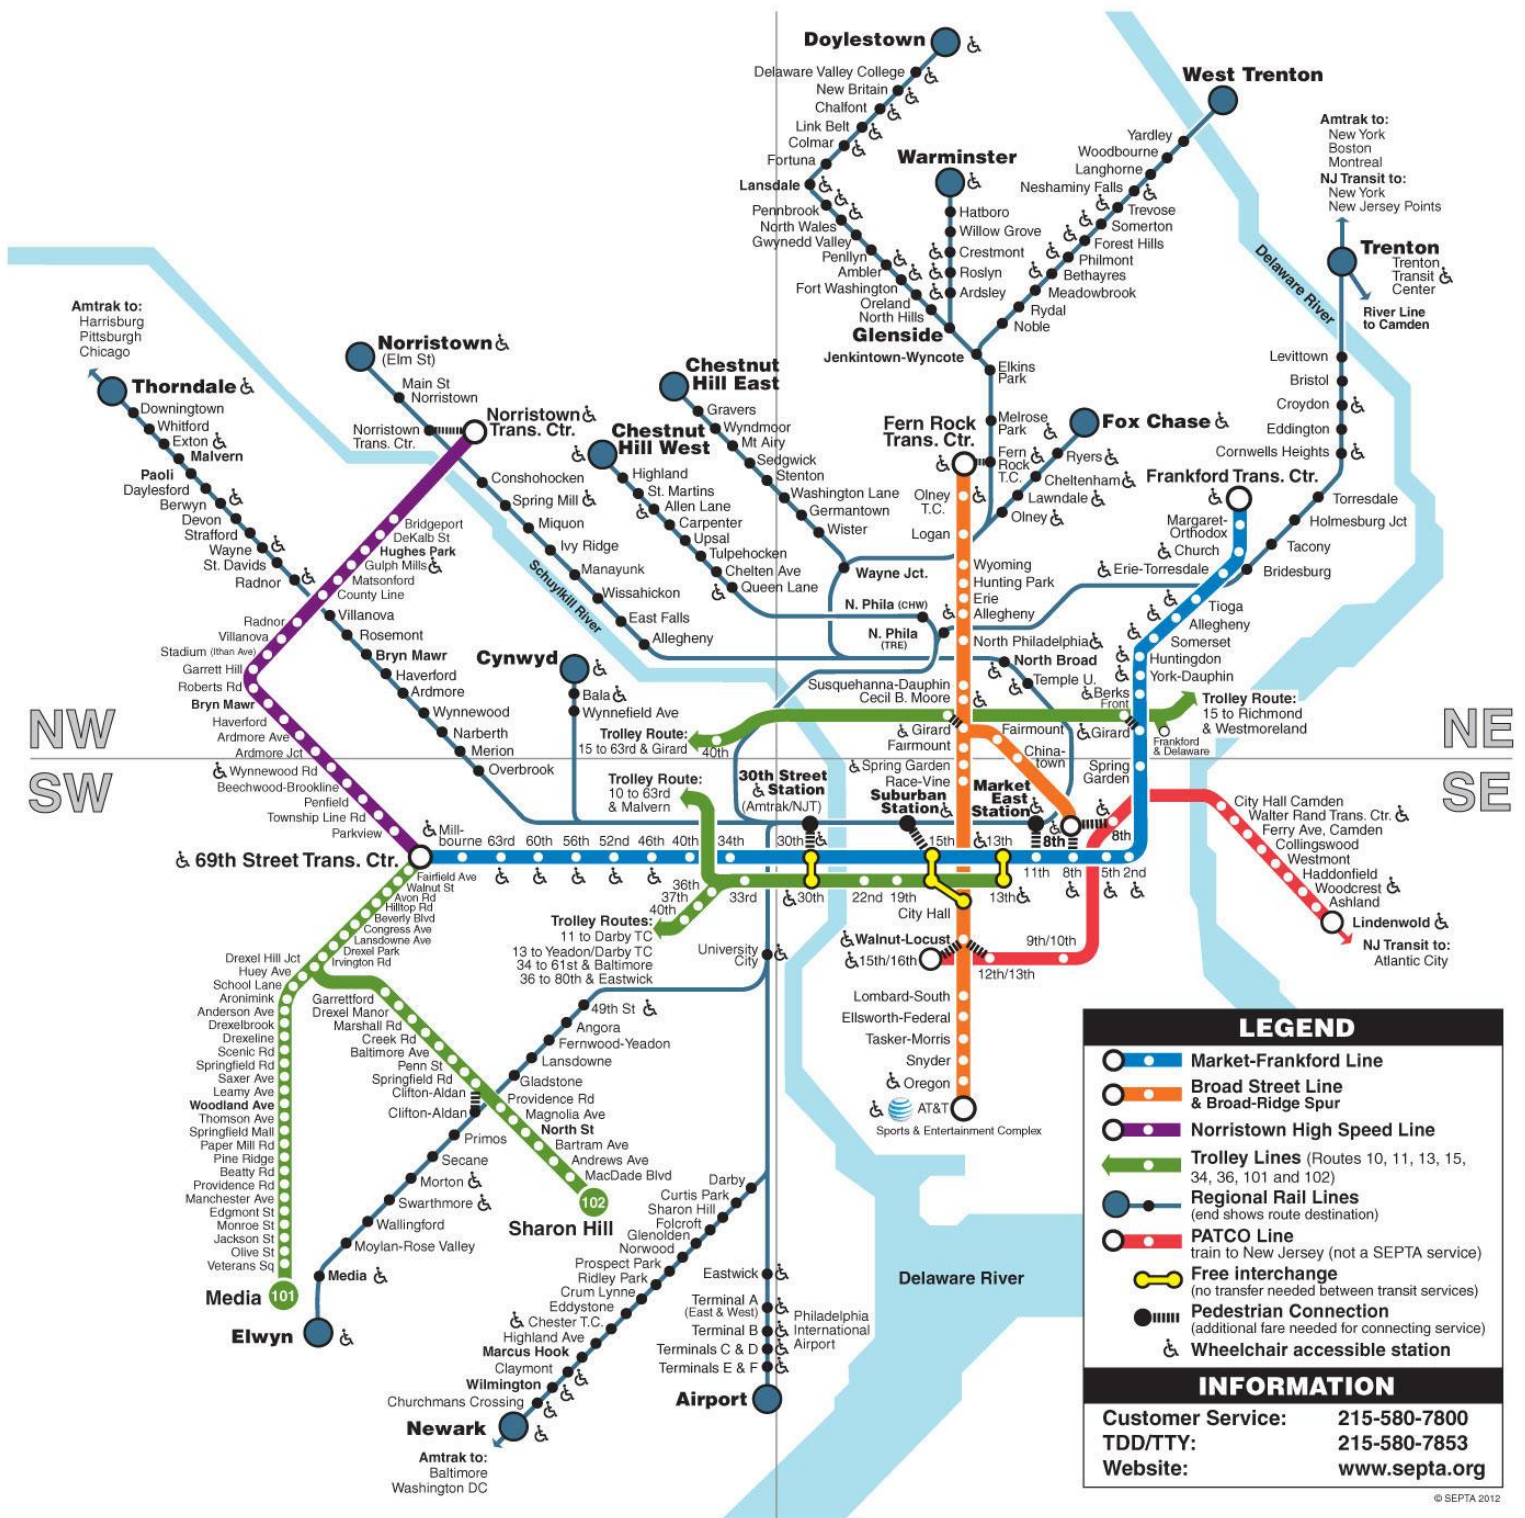 Doylestown
Delaware Valley College
New Britain
Chalfont
Link Belt
Colmar
Fortuna
Lansdale
Pennbrook
North Wales
Gwynedd Valley
Penllyn
Ambler
Fort Washington
Oreland
North Hills
Glenside
Jenkintown-Wyncote
Warminster
Hatboro
Willow Grove
Crestmont
Roslyn
Ardsley
West Trenton
Yardley
Woodbourne
Langhorne
Neshaminy Falls
Trevose
Somerton
Forest Hills
Philmont
Bethayres
Meadowbrook
Rydal
Noble
Elkins
Park
Melrose
Park
Fern
Rock
T.C.
Amtrak to:
New York
Boston
Montreal
NJ Transit to:
New York
New Jersey Points
Trenton
Trenton
Transit
Center
River Line
to Camden
Delaware River
Levittown
Bristol
Croydon
Eddington
Cornwells Heights
Torresdale
Holmesburg Jct
Tacony
Bridesburg
Fox Chase
Ryers
Cheltenham
Lawndale
Olney
Amtrak to:
Harrisburg
Pittsburgh
Chicago
Thorndale
Downingtown
Whitford
Exton
Malvern
Paoli
Daylesford
Berwyn
Devon
Strafford
Wayne
St. Davids
Radnor
Villanova
Rosemont
Bryn Mawr
Haverford
Ardmore
Wynnewood
Narberth
Merion
Overbrook
Norristown
(Elm St)
Main St
Norristown
Norristown
Trans. Ctr.
Norristown
Trans. Ctr.
Conshohocken
Spring Mill
Miquon
Ivy Ridge
Manayunk
Wissahickon
East Falls
Allegheny
Schuylkill River
Chestnut
Hill East
Gravers
Wyndmoor
Mt Airy
Sedgwick
Stenton
Washington Lane
Germantown
Wister
Wayne Jct.
Chestnut
Hill West
Highland
St. Martins
Allen Lane
Carpenter
Upsal
Tulpehocken
Chelten Ave
Queen Lane
N. Phila (CHW)
N. Phila
(TRE)
Cynwyd
Bala
Wynnefield Ave
Fern Rock
Trans. Ctr.
Olney
T.C.
Logan
Wyoming
Hunting Park
Erie
Allegheny
North Philadelphia
North Broad
Temple U.
Susquehanna-Dauphin
Cecil B. Moore
Girard
Fairmount
Spring Garden
Race-Vine
Fairmount
China-
town
Frankford Trans. Ctr.
Margaret-
Orthodox
Church
Erie-Torresdale
Tioga
Allegheny
Somerset
Huntingdon
York-Dauphin
Berks
Front
Girard
Spring
Garden
Trolley Route:
15 to Richmond
& Westmoreland
Frankford
& Delaware
Trolley Route:
15 to 63rd & Girard
40th
Trolley Route:
10 to 63rd
& Malvern
30th Street
Station
(Amtrak/NJT)
Suburban
Station
Market
East
Station
NW
SW
NE
SE
Bridgeport
DeKalb St
Hughes Park
Gulph Mills
Matsonford
County Line
Radnor
Villanova
Stadium (Ithan Ave)
Garrett Hill
Roberts Rd
Bryn Mawr
Haverford
Ardmore Ave
Ardmore Jct
Wynnewood Rd
Beechwood-Brookline
Penfield
Township Line Rd
Parkview
69th Street Trans. Ctr.
Mill-
bourne
63rd
60th
56th
52nd
46th
40th
34th
30th
15th
13th
8th
8th
11th
8th
5th
2nd
36th
37th
40th
33rd
30th
22nd
19th
City Hall
13th
Trolley Routes:
11 to Darby TC
13 to Yeadon/Darby TC
34 to 61st & Baltimore
36 to 80th & Eastwick
University
City
Walnut-Locust
15th/16th
12th/13th
9th/10th
Lombard-South
Ellsworth-Federal
Tasker-Morris
Snyder
Oregon
AT&T
Sports & Entertainment Complex
City Hall Camden
Walter Rand Trans. Ctr.
Ferry Ave, Camden
Collingswood
Westmont
Haddonfield
Woodcrest
Ashland
Lindenwold
NJ Transit to:
Atlantic City
Fairfield Ave
Walnut St
Avon Rd
Hilltop Rd
Beverly Blvd
Congress Ave
Lansdowne Ave
Drexel Park
Irvington Rd
Drexel Hill Jct
Huey Ave
School Lane
Aronimink
Anderson Ave
Drexelbrook
Drexeline
Scenic Rd
Springfield Rd
Saxer Ave
Leamy Ave
Woodland Ave
Thomson Ave
Springfield Mall
Paper Mill Rd
Pine Ridge
Beatty Rd
Providence Rd
Manchester Ave
Edgmont St
Monroe St
Jackson St
Olive St
Veterans Sq
Media
101
Garrettford
Drexel Manor
Marshall Rd
Creek Rd
Baltimore Ave
Penn St
Springfield Rd
Clifton-Aldan
Clifton-Aldan
Providence Rd
Magnolia Ave
North St
Bartram Ave
Andrews Ave
MacDade Blvd
102
Sharon Hill
49th St
Angora
Fernwood-Yeadon
Lansdowne
Gladstone
Primos
Secane
Morton
Swarthmore
Wallingford
Moylan-Rose Valley
Media
Elwyn
Darby
Curtis Park
Sharon Hill
Folcroft
Glenolden
Norwood
Prospect Park
Ridley Park
Crum Lynne
Eddystone
Chester T.C.
Highland Ave
Marcus Hook
Claymont
Wilmington
Churchmans Crossing
Newark
Amtrak to:
Baltimore
Washington DC
Eastwick
Terminal A
(East & West)
Terminal B
Terminals C & D
Terminals E & F
Philadelphia
International
Airport
Airport
Delaware River
LEGEND
Market-Frankford Line
Broad Street Line
& Broad-Ridge Spur
Norristown High Speed Line
Trolley Lines (Routes 10, 11, 13, 15,
34, 36, 101 and 102)
Regional Rail Lines
(end shows route destination)
PATCO Line
train to New Jersey (not a SEPTA service)
Free interchange
(no transfer needed between transit services)
Pedestrian Connection
(additional fare needed for connecting service)
Wheelchair accessible station
INFORMATION
Customer Service: 215-580-7800
TDD/TTY: 215-580-7853
Website: www.septa.org
© SEPTA 2012